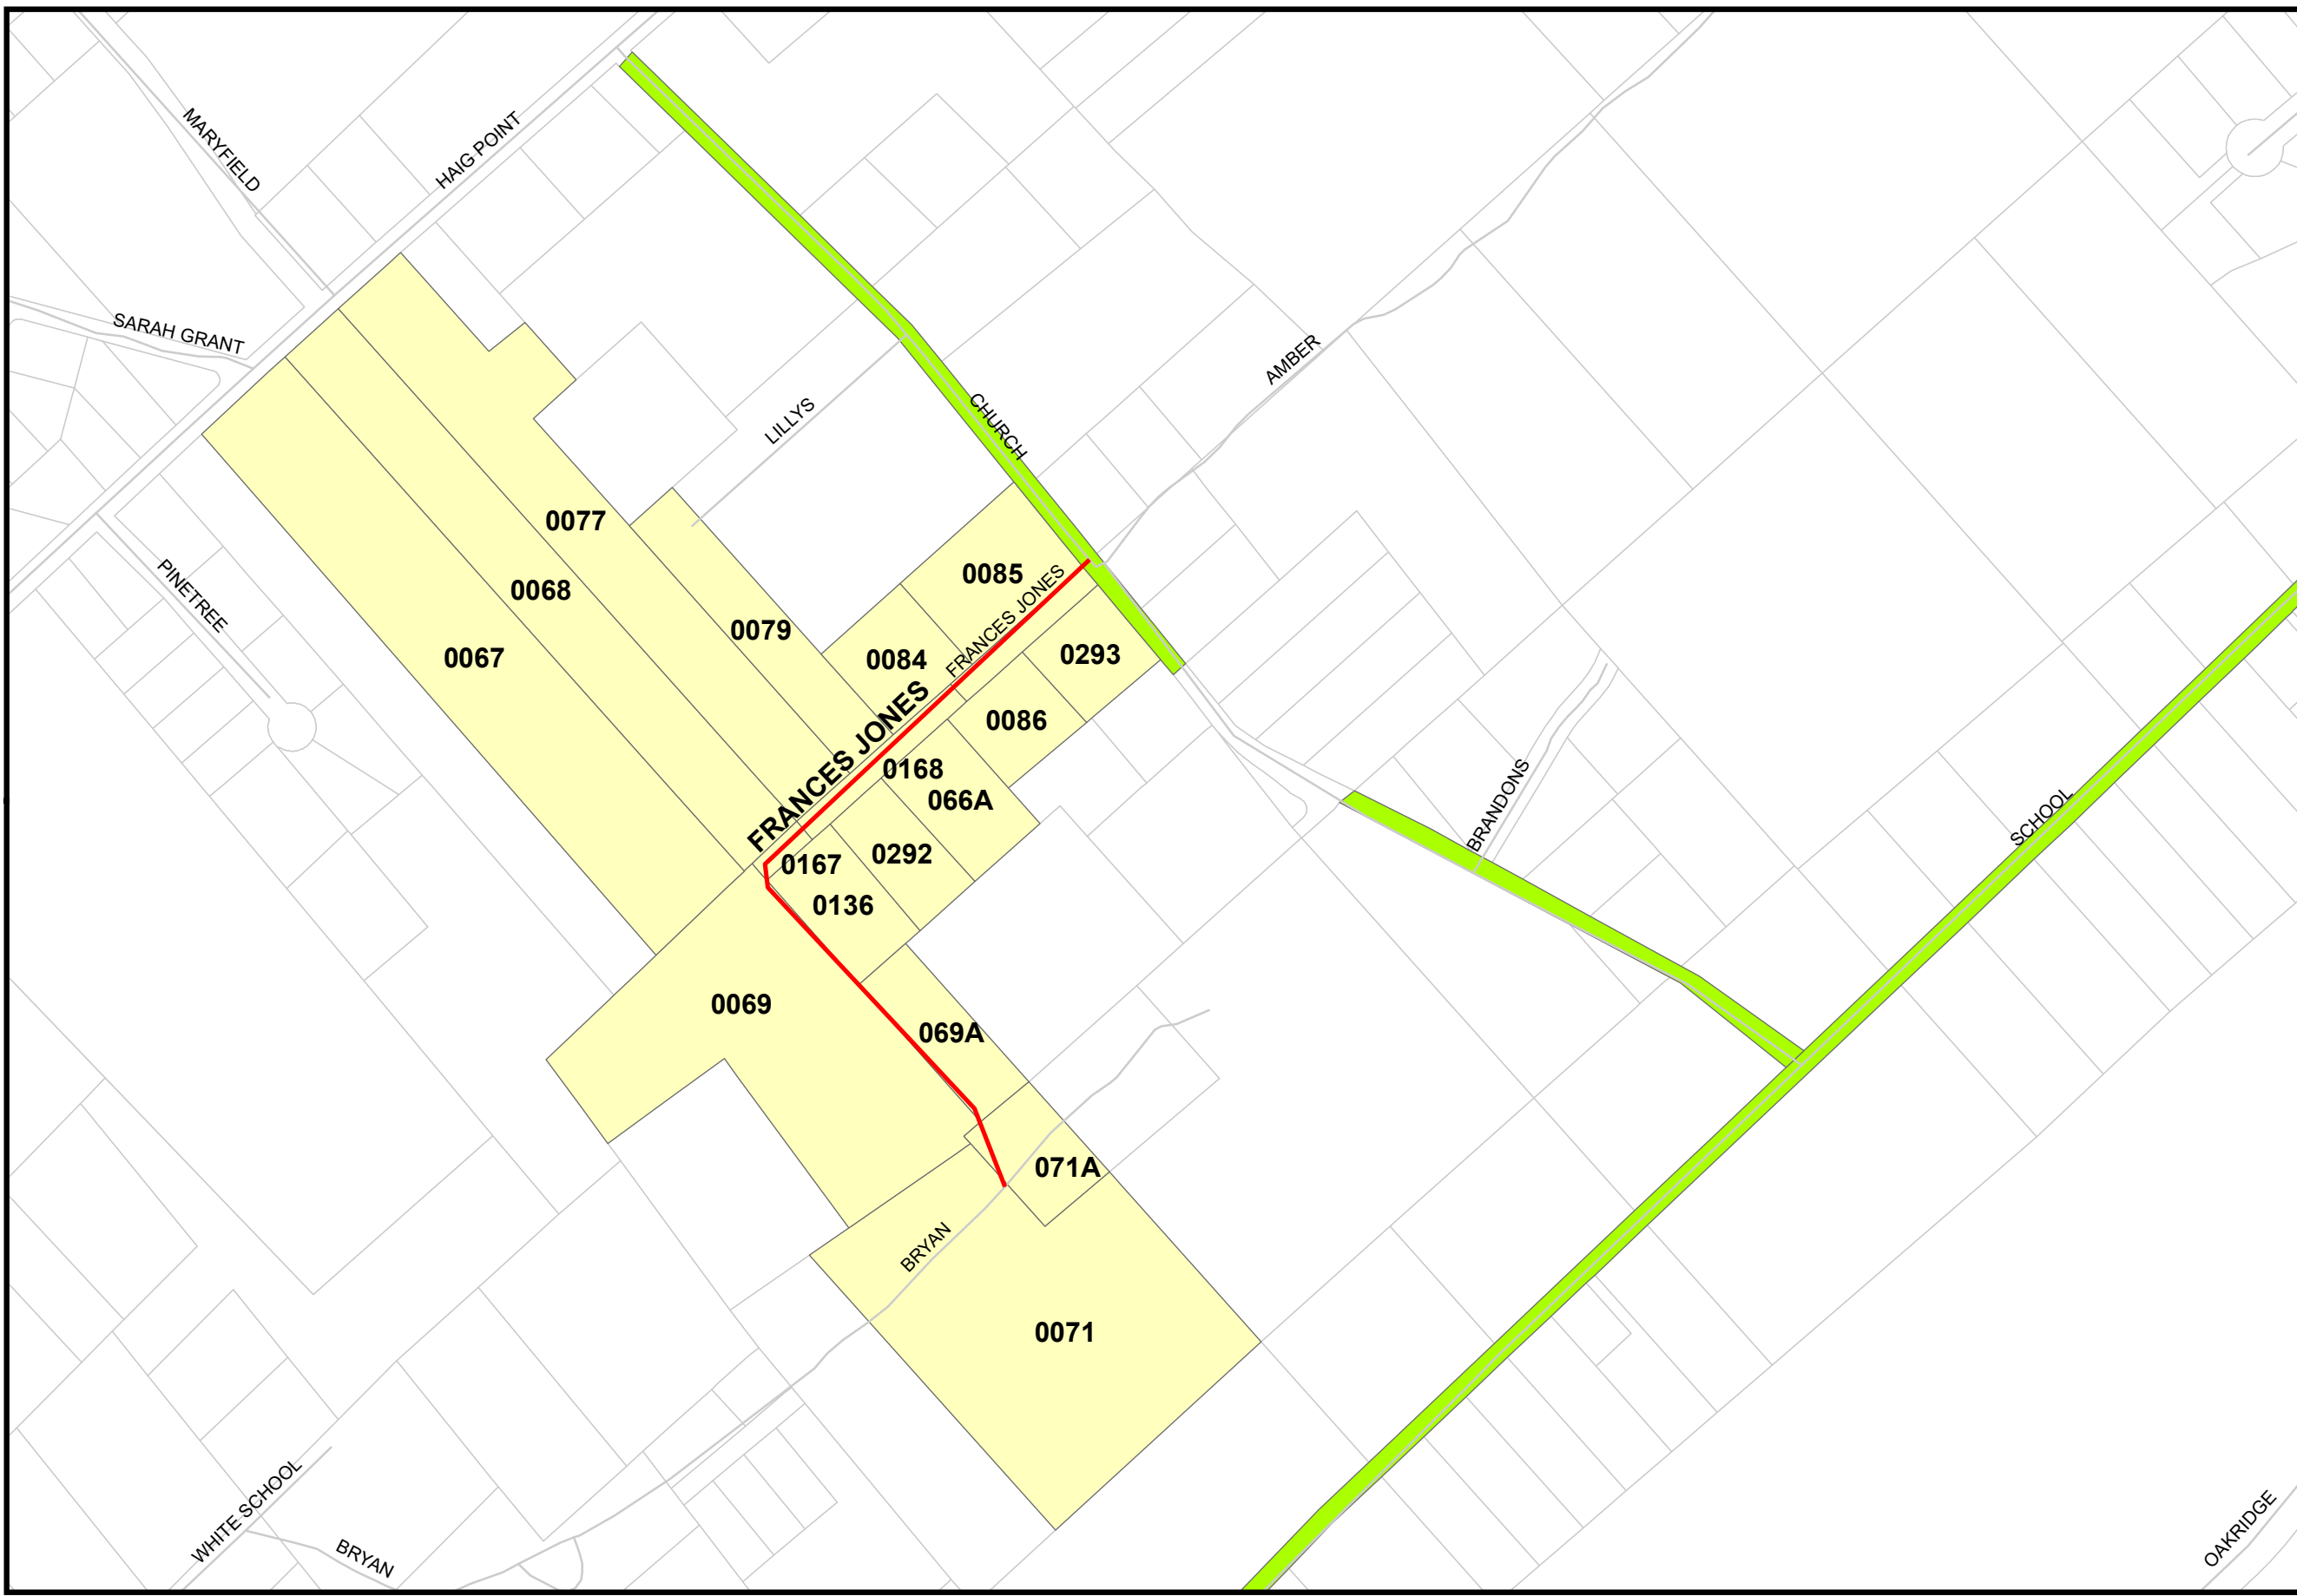 MARYFIELD
HAIG POINT
SARAH GRANT
AMBER
LILLYS
CHURCH
0077
0085
PINETREE
0068
FRANCES JONES
0079
0067
0084
0293
FRANCES JONES
0086
0168
066A
BRANDONS
SCHOOL
0292
0167
0136
0069
069A
071A
BRYAN
0071
WHITE SCHOOL
BRYAN
OAKRIDGE